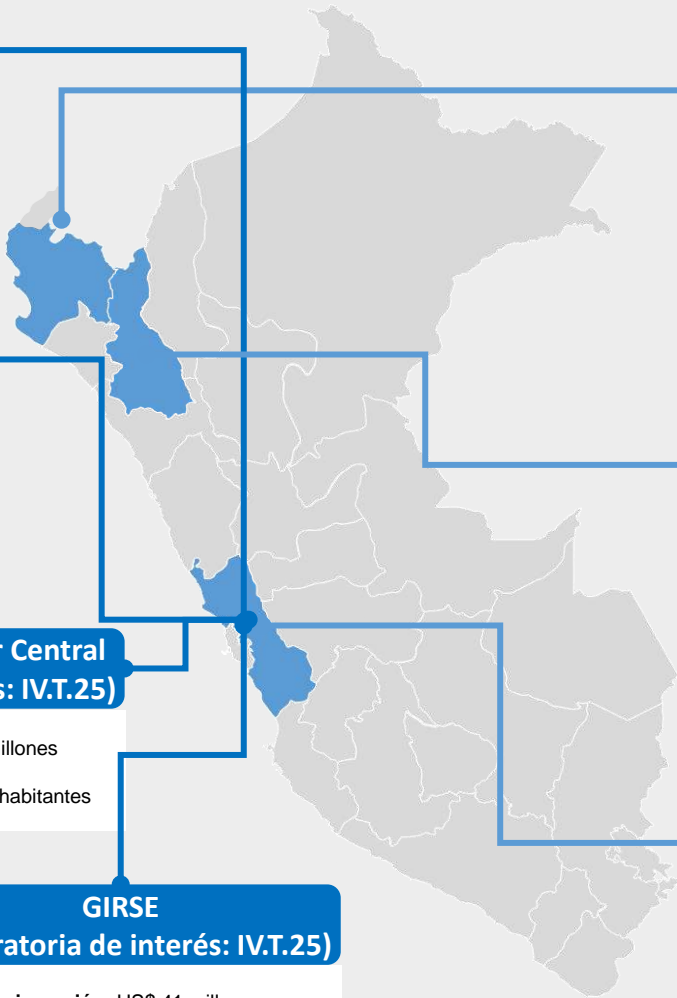 r Central
s: IV.T.25)
illones
habitantes
GIRSE
ratoria de interés: IV.T.25)